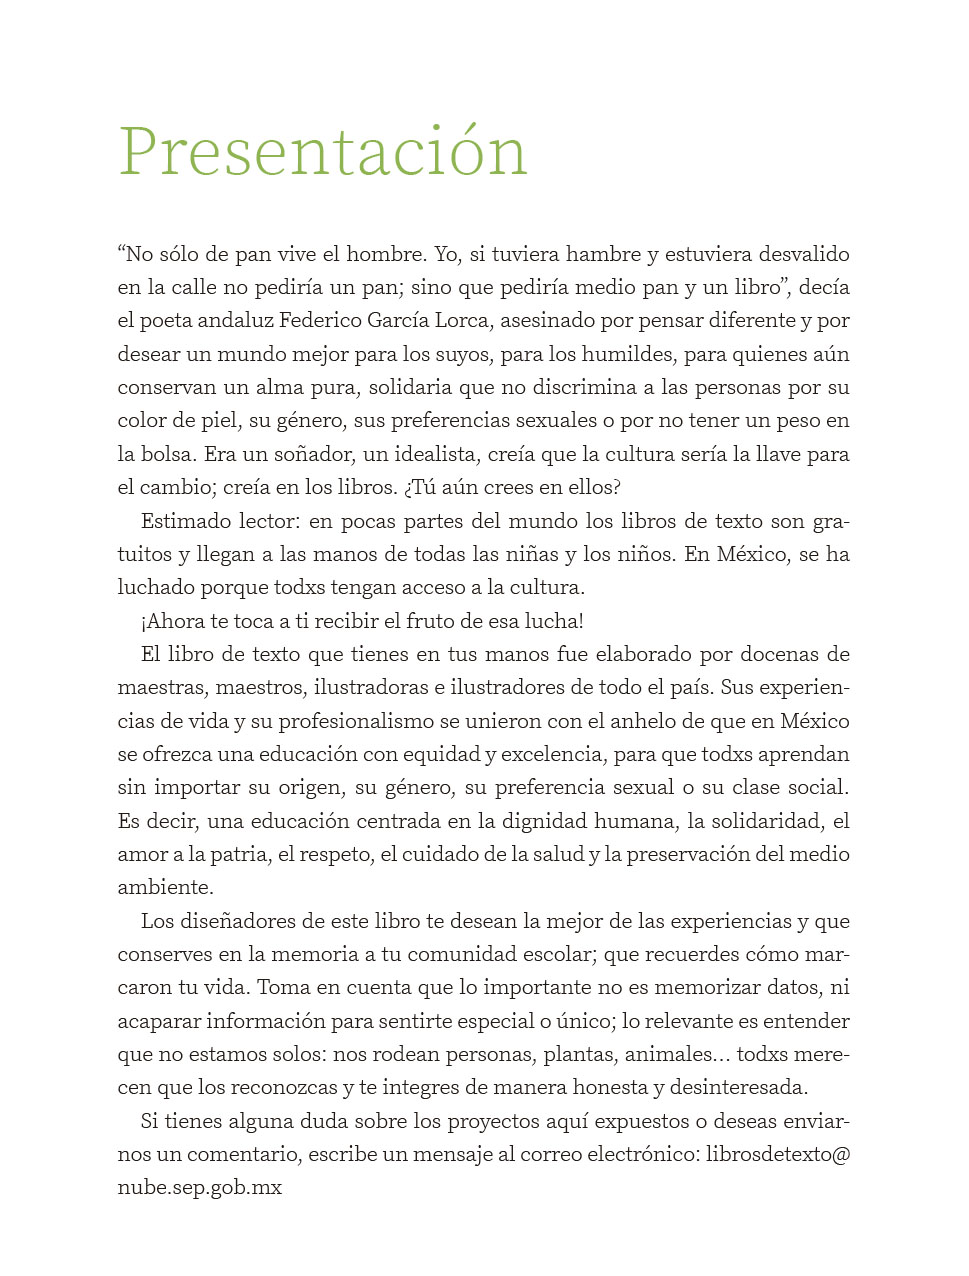 Presentación
“No sólo de pan vive el hombre. Yo, si tuviera hambre y estuviera desvalido
en la calle no pediría un pan; sino que pediría medio pan y un libro”, decía
el poeta andaluz Federico García Lorca, asesinado por pensar diferente y por
desear un mundo mejor para los suyos, para los humildes, para quienes aún
conservan un alma pura, solidaria que no discrimina a las personas por su
color de piel, su género, sus preferencias sexuales o por no tener un peso en
la bolsa. Era un soñador, un idealista, creía que la cultura sería la llave para
el cambio; creía en los libros. ¿Tú aún crees en ellos?
Estimado lector: en pocas partes del mundo los libros de texto son gra-
tuitos y llegan a las manos de todas las niñas y los niños. En México, se ha
luchado porque todxs tengan acceso a la cultura.
¡Ahora te toca a ti recibir el fruto de esa lucha!
El libro de texto que tienes en tus manos fue elaborado por docenas de
maestras, maestros, ilustradoras e ilustradores de todo el país. Sus experien-
cias de vida y su profesionalismo se unieron con el anhelo de que en México
se ofrezca una educación con equidad y excelencia, para que todxs aprendan
sin importar su origen, su género, su preferencia sexual o su clase social.
Es decir, una educación centrada en la dignidad humana, la solidaridad, el
amor a la patria, el respeto, el cuidado de la salud y la preservación del medio
ambiente.
Los diseñadores de este libro te desean la mejor de las experiencias y que
conserves en la memoria a tu comunidad escolar; que recuerdes cómo mar-
caron tu vida. Toma en cuenta que lo importante no es memorizar datos, ni
acaparar información para sentirte especial o único; lo relevante es entender
que no estamos solos: nos rodean personas, plantas, animales… todxs mere-
cen que los reconozcas y te integres de manera honesta y desinteresada.
Si tienes alguna duda sobre los proyectos aquí expuestos o deseas enviar-
nos un comentario, escribe un mensaje al correo electrónico: librosdetexto@
nube.sep.gob.mx